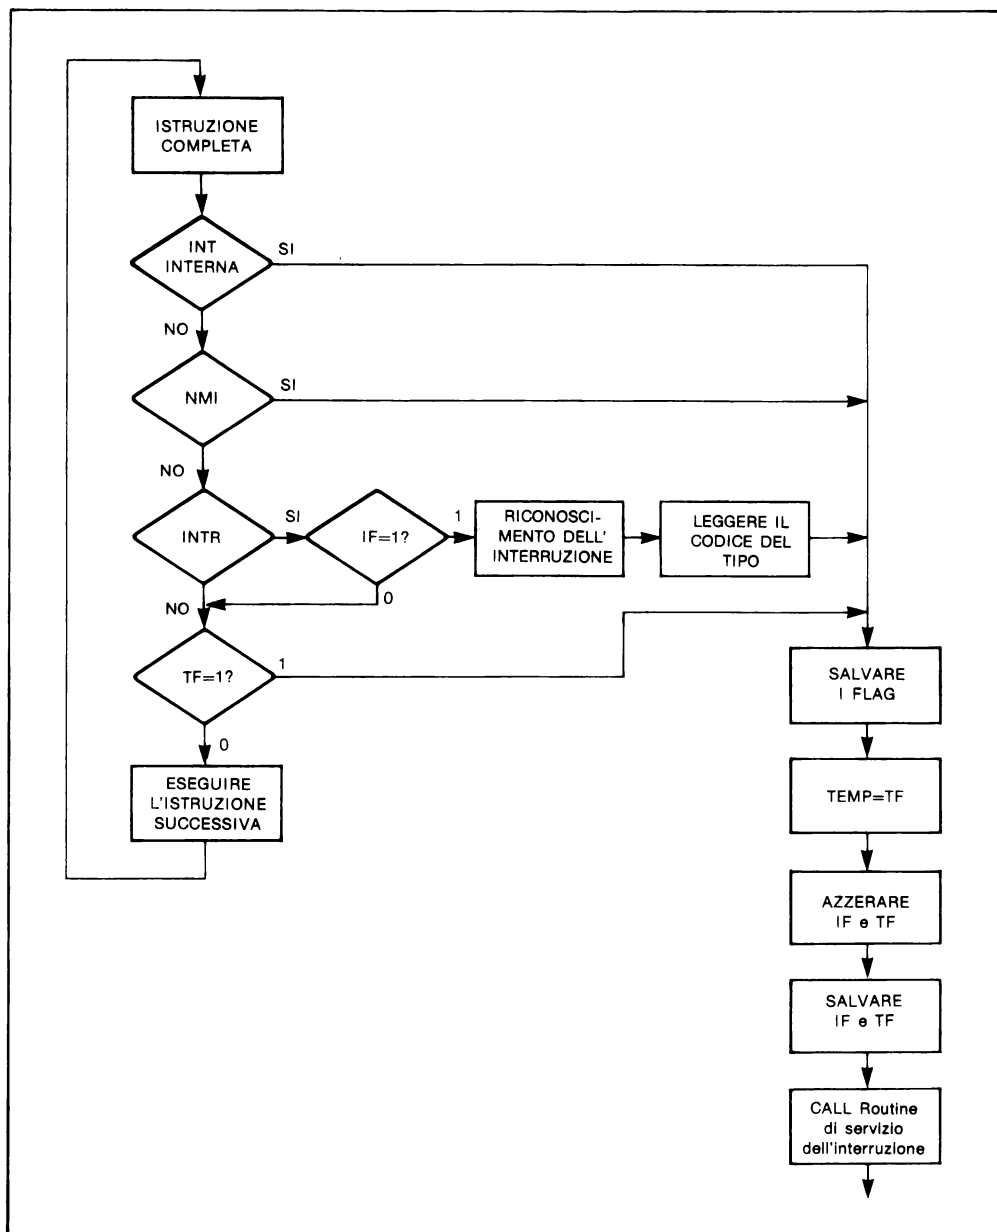 ISTRUZIONE
COMPLETA
INT
INTERNA
SI
NO
NMI
SI
NO
INTR
SI
IF=1?
1
RICONOSCI-
MENTO DELL'
INTERRUZIONE
LEGGERE IL
CODICE DEL
TIPO
0
NO
TF=1?
1
0
ESEGUIRE
L'ISTRUZIONE
SUCCESSIVA
SALVARE
I FLAG
TEMP=TF
AZZERARE
IF e TF
SALVARE
IF e TF
CALL Routine
di servizio
dell'interruzione